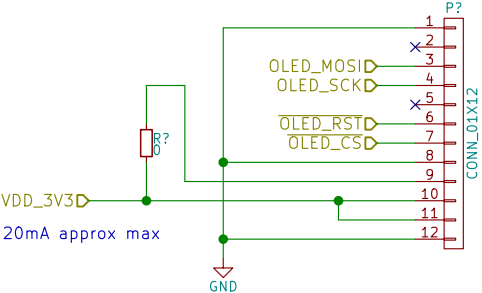 P?
1
2
OLED_MOSI 3
OLED_SCK 4
5
OLED_RST 6
R?
0
OLED_CS 7
CONN_01X12
8
9
VDD_3V3 10
11
20mA approx max
12
GND